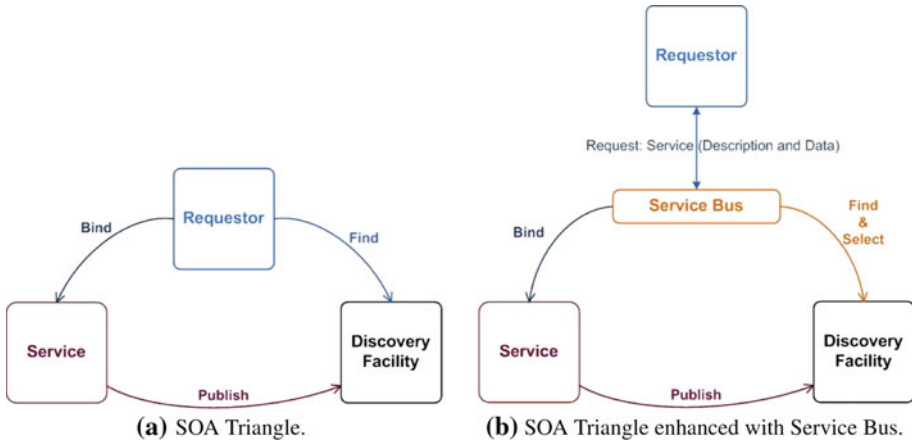 Requestor
Bind
Find
Service
Discovery
Facility
Publish
(a) SOA Triangle.
Requestor
Request: Service (Description and Data)
Service Bus
Bind
Find
&
Select
Service
Discovery
Facility
Publish
(b) SOA Triangle enhanced with Service Bus.